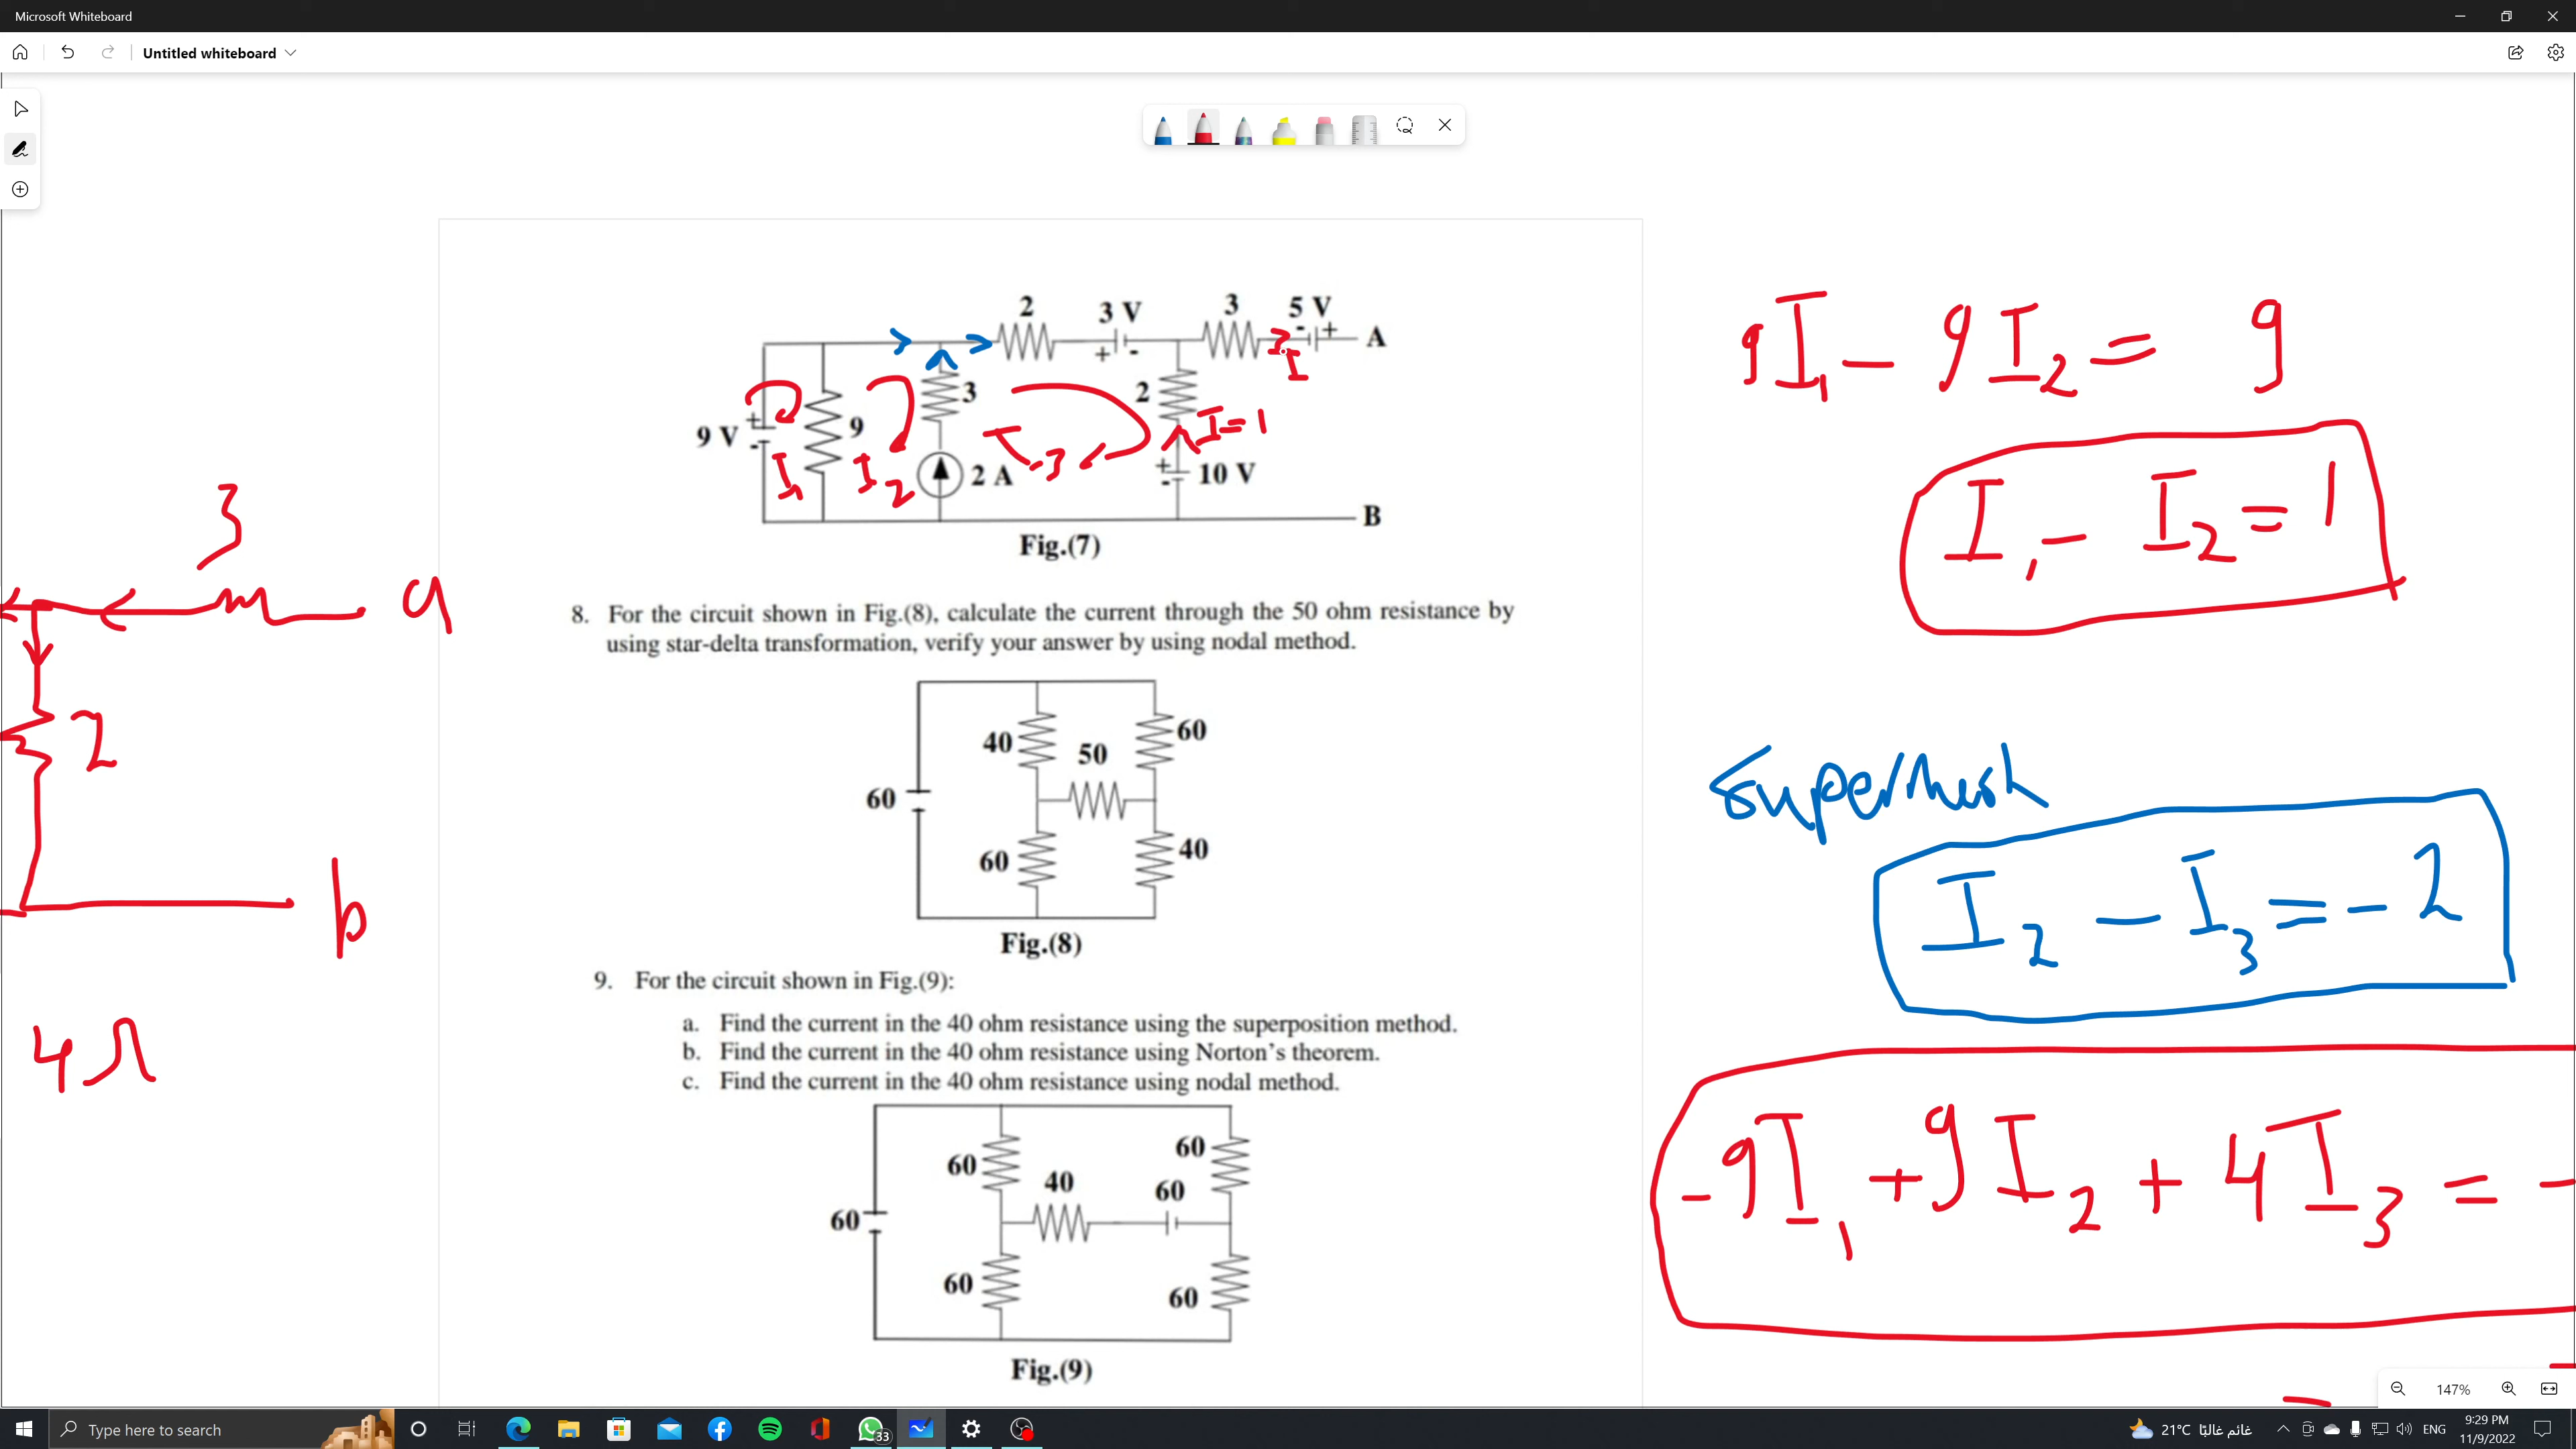 Microsoft Whiteboard
Untitled whiteboard
2 3 V 3 5 V
+ - - + A
I
9 V + - 9 3 2 I=1
I1 I2 2 A -3 + - 10 V
B
Fig.(7)
9I1 - 9I2 = 9
I1 - I2 = 1
3
a
2
b
4Ω
8. For the circuit shown in Fig.(8), calculate the current through the 50 ohm resistance by
using star-delta transformation, verify your answer by using nodal method.
40 50 60
60
60 40
Fig.(8)
Supermesh
I2 - I3 = -2
-9I1 + 9I2 + 4I3 = -
9. For the circuit shown in Fig.(9):
a. Find the current in the 40 ohm resistance using the superposition method.
b. Find the current in the 40 ohm resistance using Norton's theorem.
c. Find the current in the 40 ohm resistance using nodal method.
60 60
40 60
60
60 60
Fig.(9)
147%
Type here to search
33
21°C غائم غالبًا
ENG
9:29 PM
11/9/2022